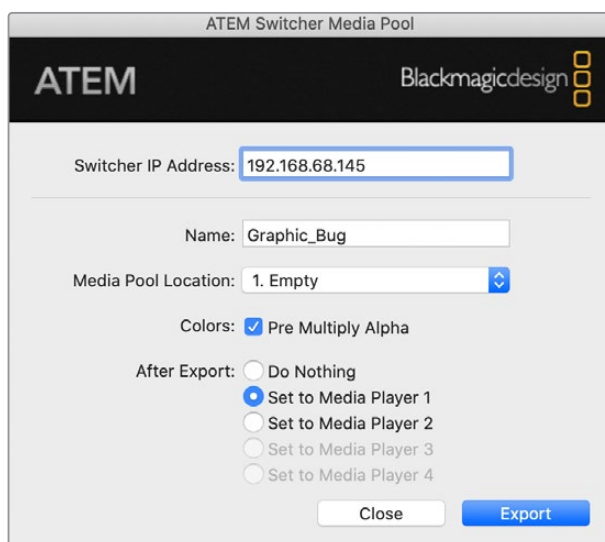 ATEM Switcher Media Pool
ATEM Blackmagicdesign
Switcher IP Address: 192.168.68.145
Name: Graphic_Bug
Media Pool Location: 1. Empty
Colors: Pre Multiply Alpha
After Export: Do Nothing
Set to Media Player 1
Set to Media Player 2
Set to Media Player 3
Set to Media Player 4
Close Export